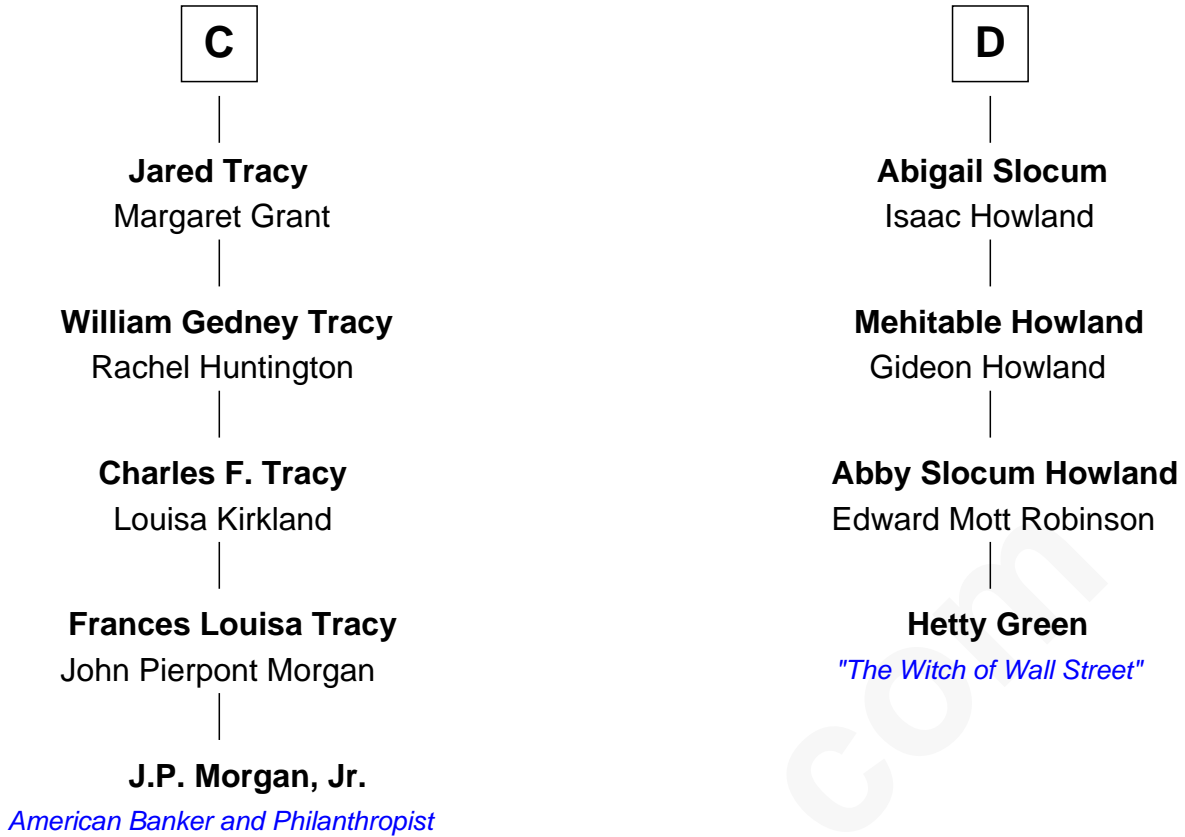 C
Jared Tracy
Margaret Grant
William Gedney Tracy
Rachel Huntington
Charles F. Tracy
Louisa Kirkland
Frances Louisa Tracy
John Pierpont Morgan
J.P. Morgan, Jr.
American Banker and Philanthropist
D
Abigail Slocum
Isaac Howland
Mehitable Howland
Gideon Howland
Abby Slocum Howland
Edward Mott Robinson
Hetty Green
"The Witch of Wall Street"
com